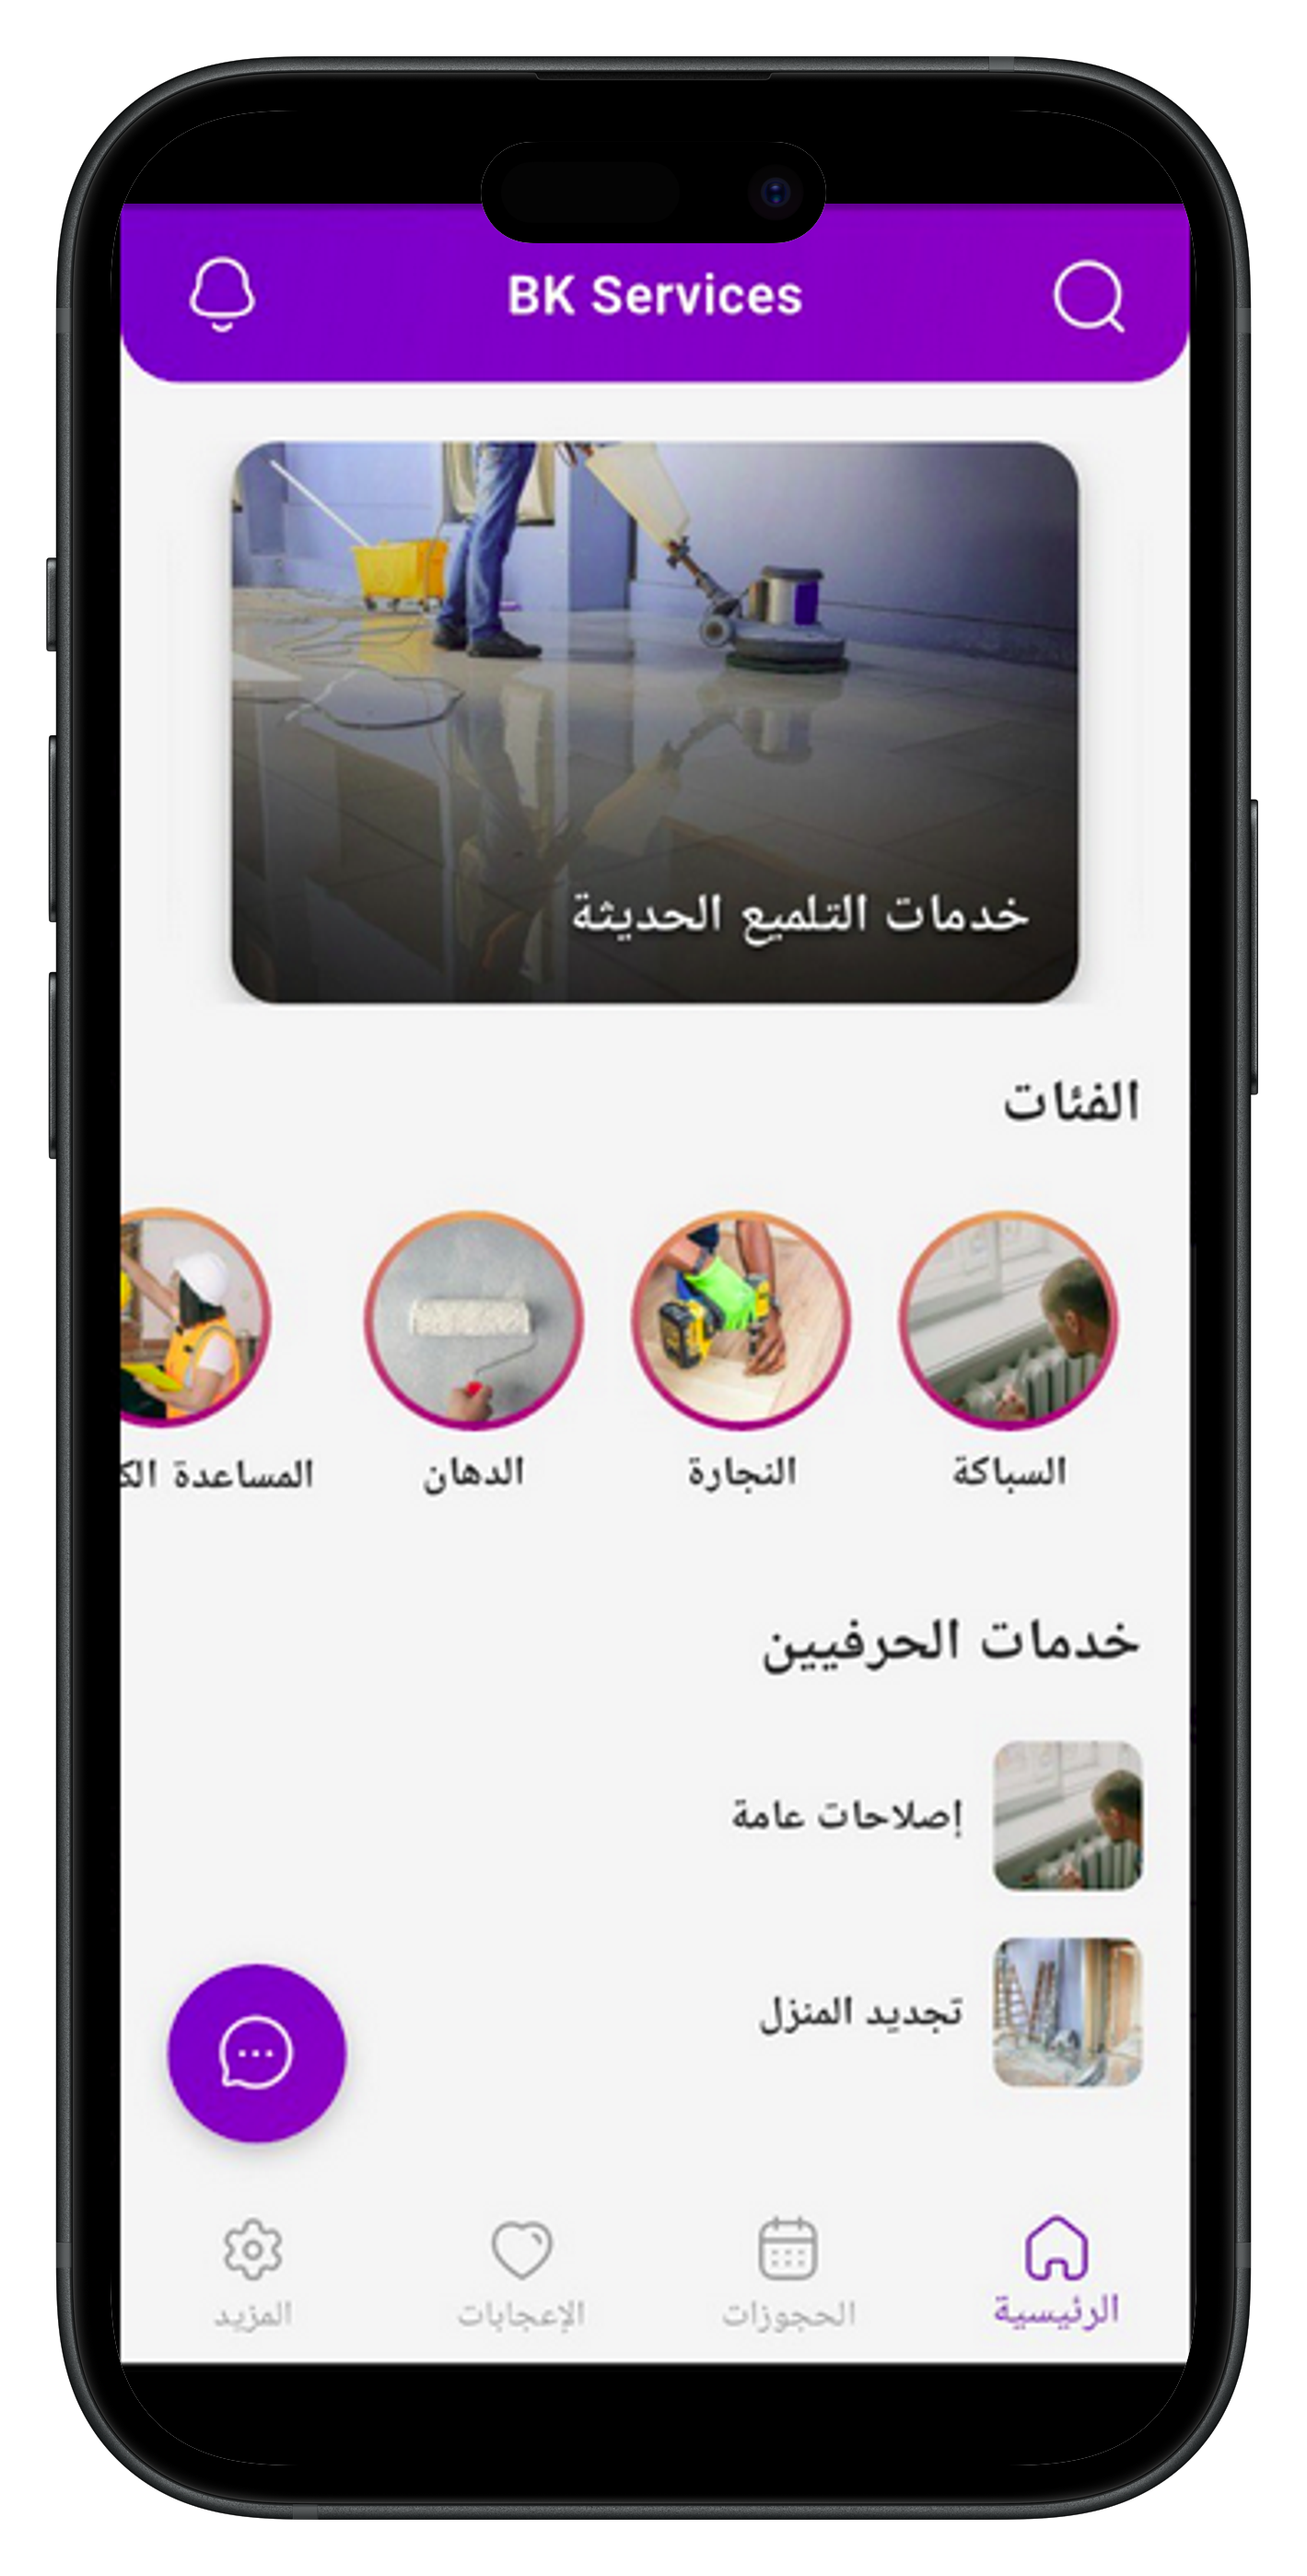 BK Services
خدمات التلميع الحديثة
الفئات
السباكة
النجارة
الدهان
المساعدة
خدمات الحرفيين
إصلاحات عامة
تجديد المنزل
الرئيسية
الحجوزات
الإعجابات
المزيد